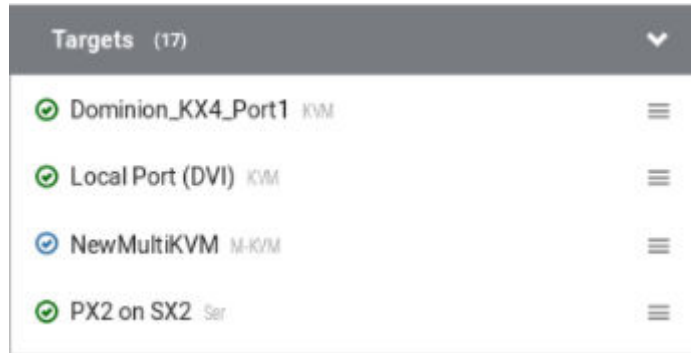 Targets (17)
Dominion_KX4_Port1 KVM
Local Port (DVI) KVM
NewMultiKVM M-KVM
PX2 on SX2 Ser